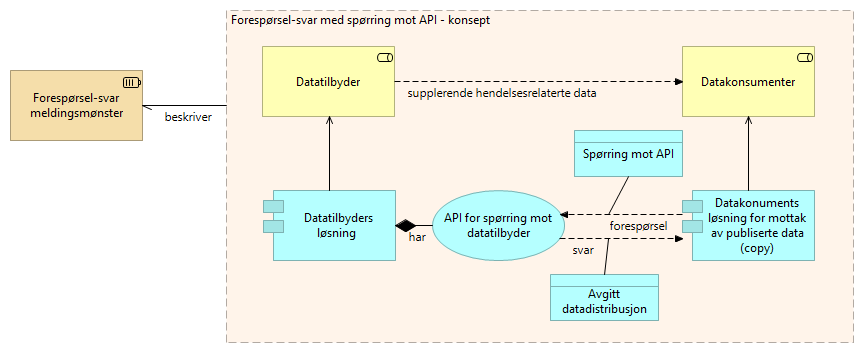 Forespørsel-svar med spørring mot API - konsept
Datatilbyder
Datakonsumenter
supplerende hendelsesrelaterte data
Forespørsel-svar
meldingsmønster
beskriver
Spørring mot API
Datatilbyders
løsning
har
API for spørring mot
datatilbyder
forespørsel
svar
Datakonuments
løsning for mottak
av publiserte data
(copy)
Avgitt
datadistribusjon